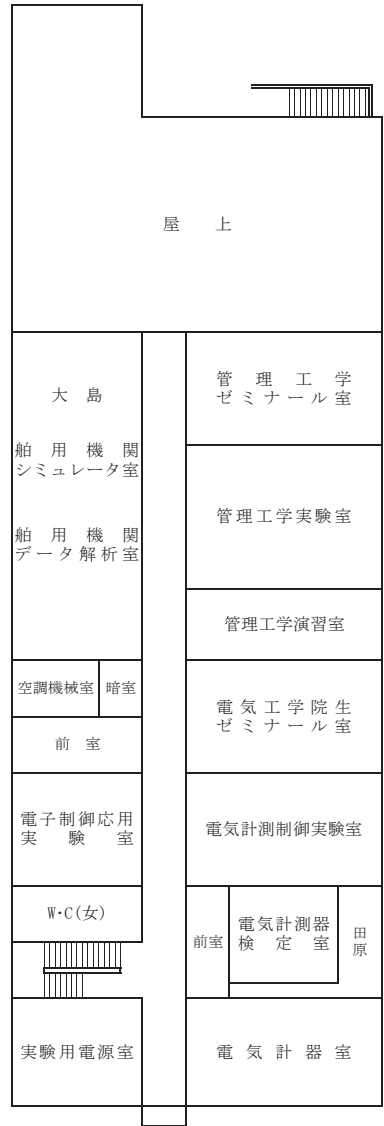 屋上
大島
舶用機関
シミュレータ室
舶用機関
データ解析室
空調機械室
暗室
前室
電子制御応用
実験室
W・C(女)
実験用電源室
管理工学
ゼミナール室
管理工学実験室
管理工学演習室
電気工学院生
ゼミナール室
電気計測制御実験室
前室
電気計測器
検定室
田原
電気計器室